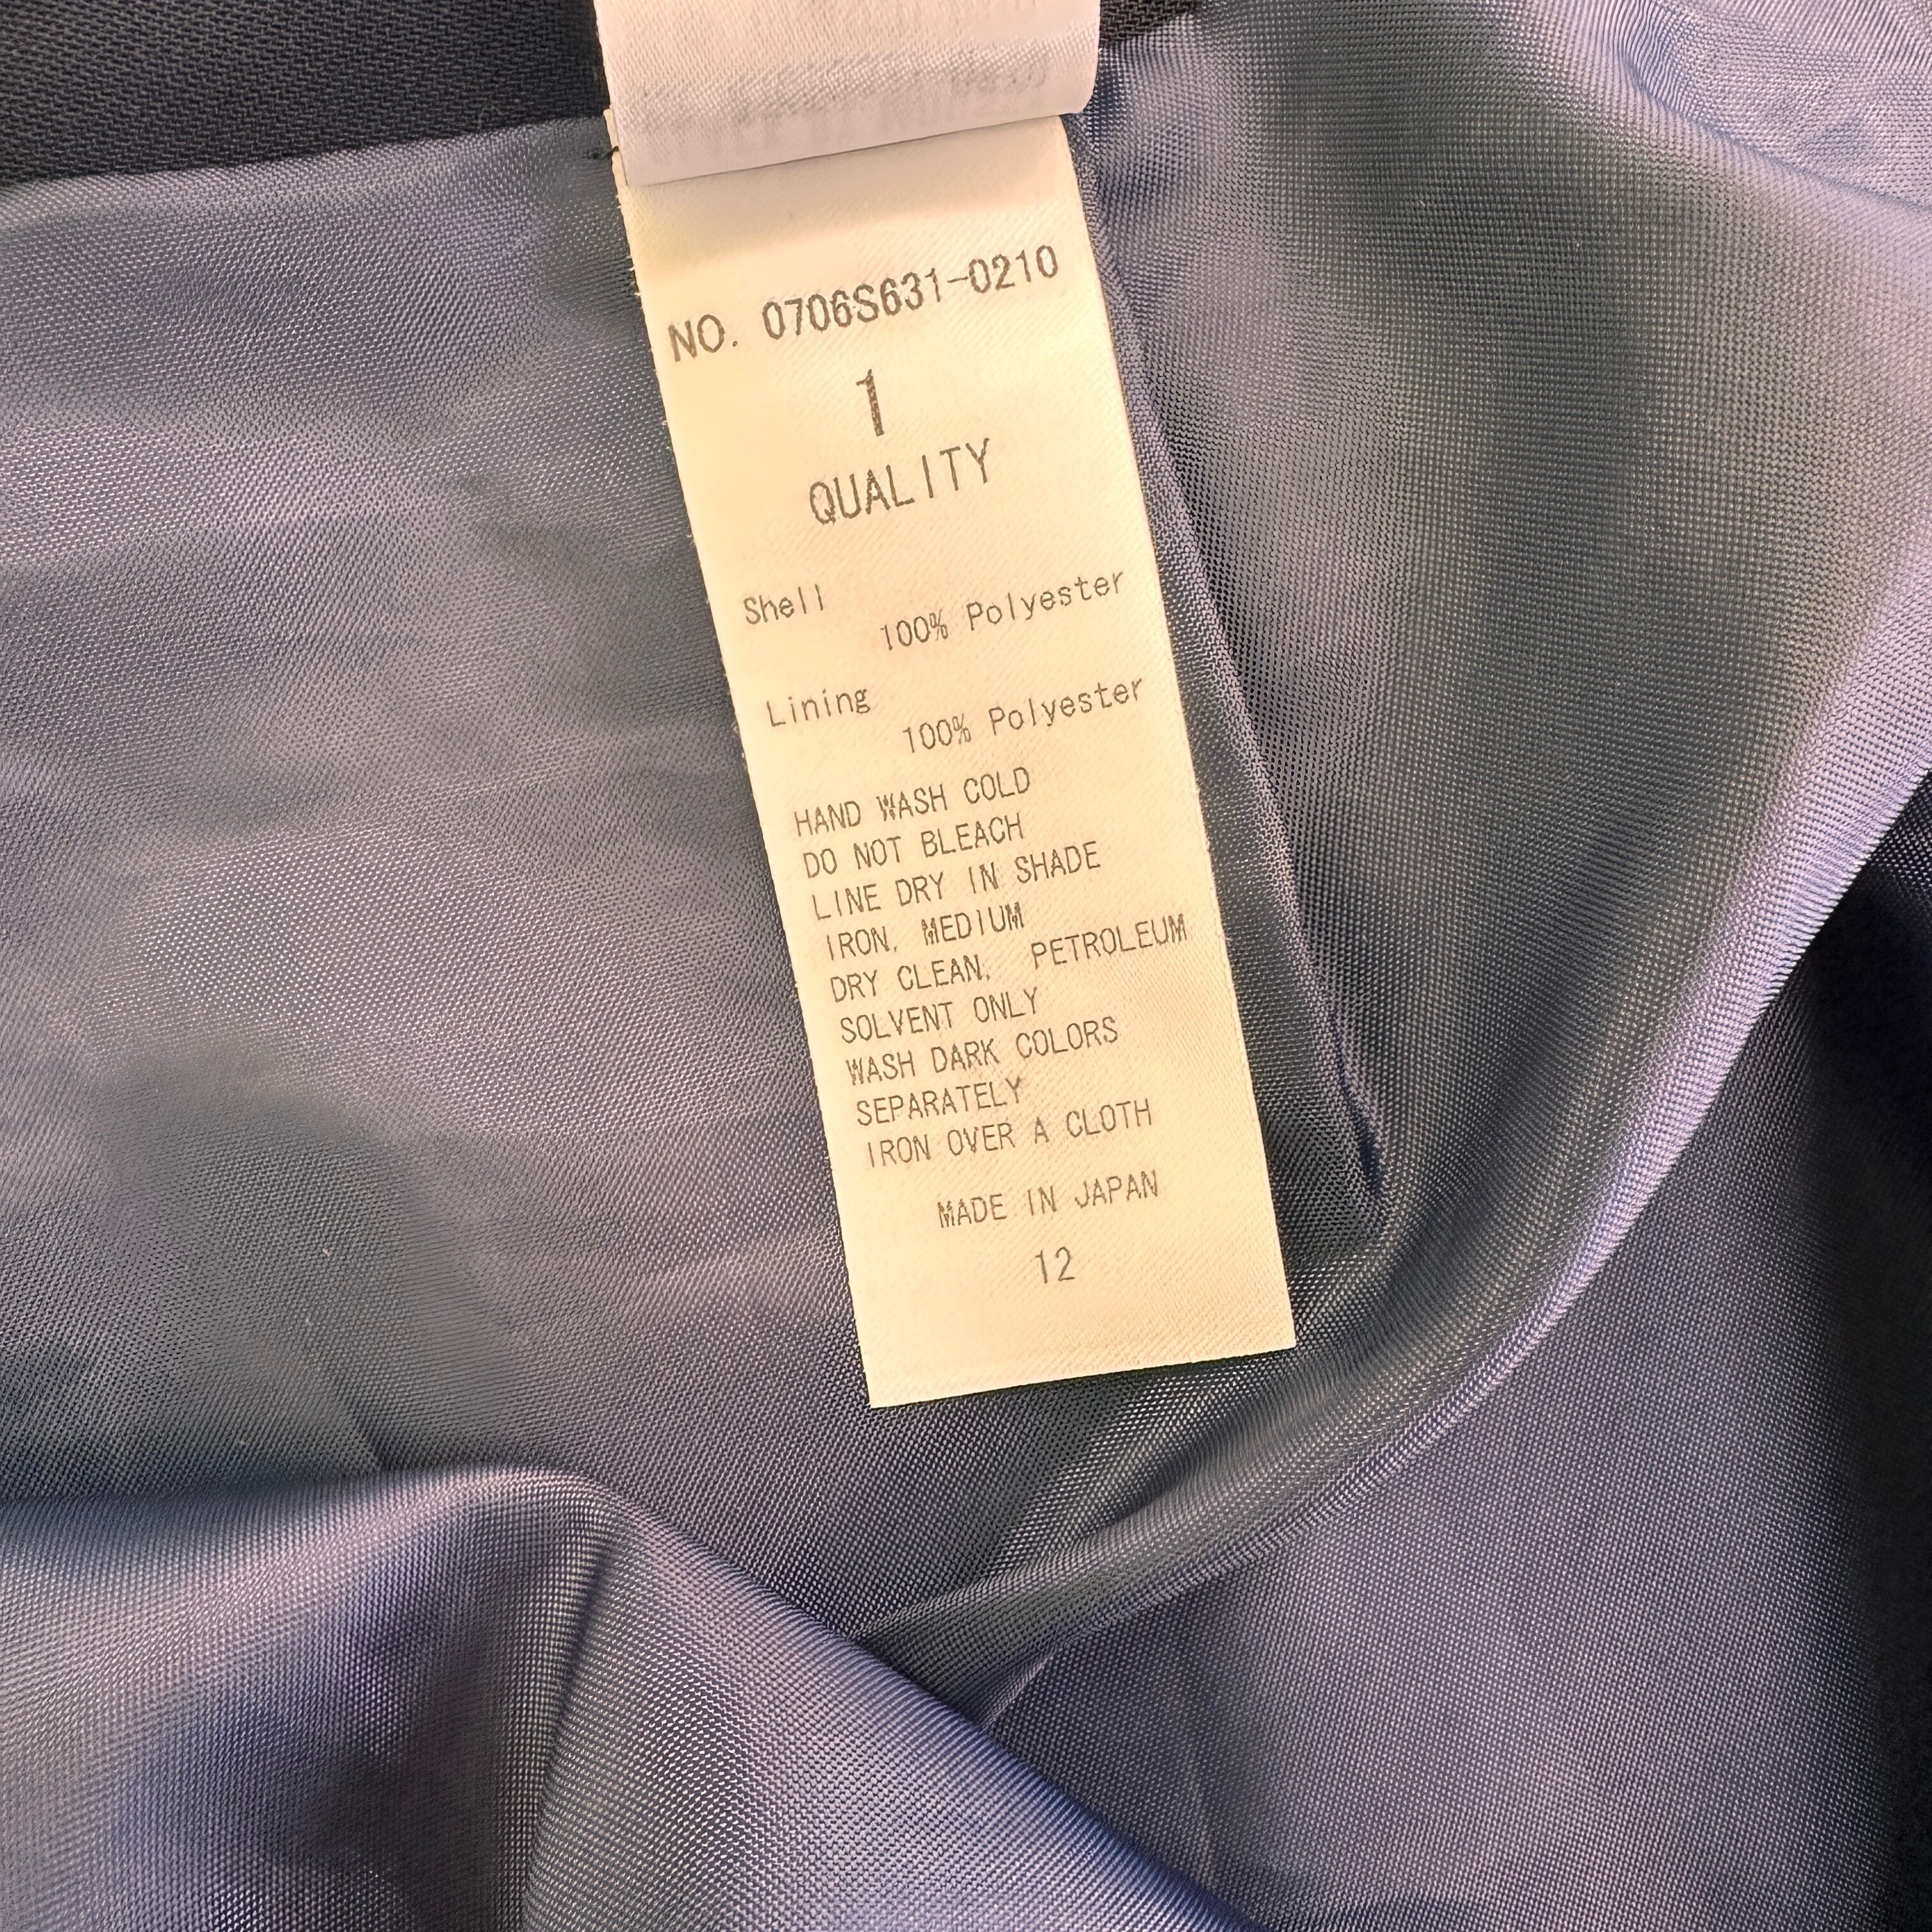 NO. 0706S631-0210
1
QUALITY
Shell
100% Polyester
Lining
100% Polyester
HAND WASH COLD
DO NOT BLEACH
LINE DRY IN SHADE
IRON, MEDIUM
DRY CLEAN, PETROLEUM
SOLVENT ONLY
WASH DARK COLORS
SEPARATELY
IRON OVER A CLOTH
MADE IN JAPAN
12